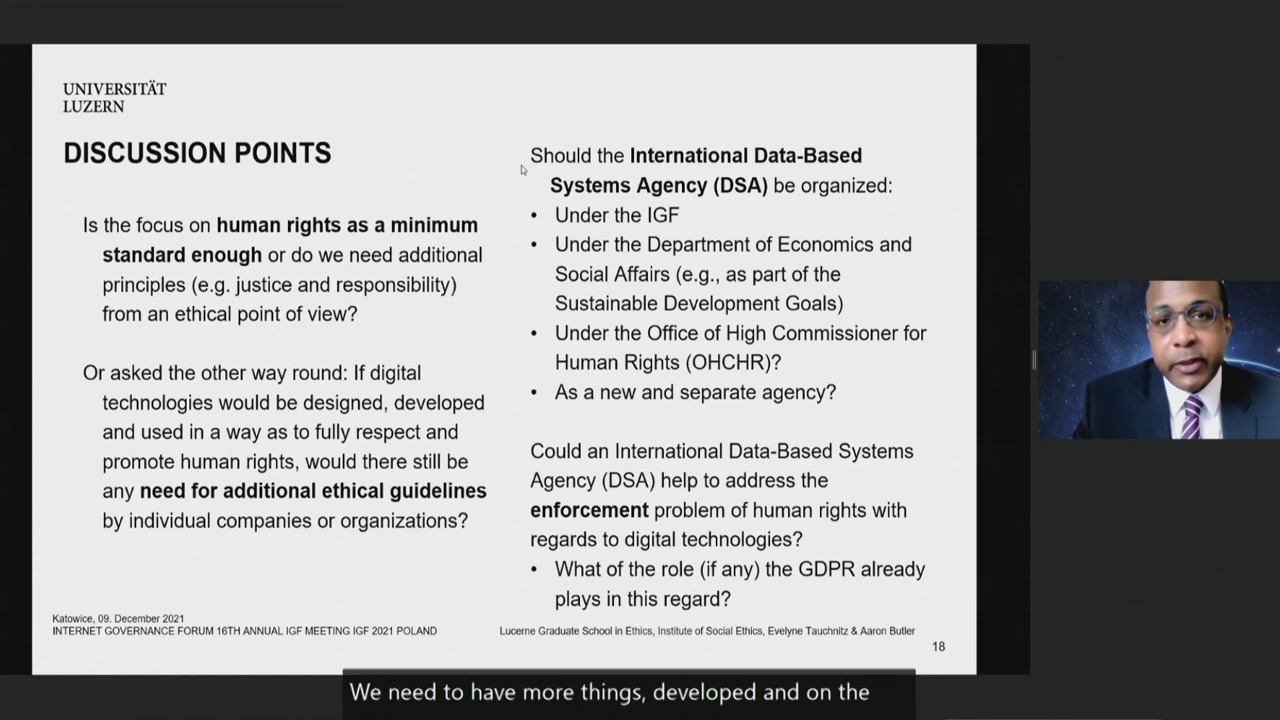 UNIVERSITÄT
LUZERN
DISCUSSION POINTS
Is the focus on human rights as a minimum
standard enough or do we need additional
principles (e.g. justice and responsibility)
from an ethical point of view?
Or asked the other way round: If digital
technologies would be designed, developed
and used in a way as to fully respect and
promote human rights, would there still be
any need for additional ethical guidelines
by individual companies or organizations?
Should the International Data-Based
Systems Agency (DSA) be organized:
• Under the IGF
• Under the Department of Economics and
Social Affairs (e.g., as part of the
Sustainable Development Goals)
• Under the Office of High Commissioner for
Human Rights (OHCHR)?
• As a new and separate agency?
Could an International Data-Based Systems
Agency (DSA) help to address the
enforcement problem of human rights with
regards to digital technologies?
• What of the role (if any) the GDPR already
plays in this regard?
Katowice, 09. December 2021
INTERNET GOVERNANCE FORUM 16TH ANNUAL IGF MEETING IGF 2021 POLAND
Lucerne Graduate School in Ethics, Institute of Social Ethics, Evelyne Tauchnitz & Aaron Butler
18
We need to have more things, developed and on the